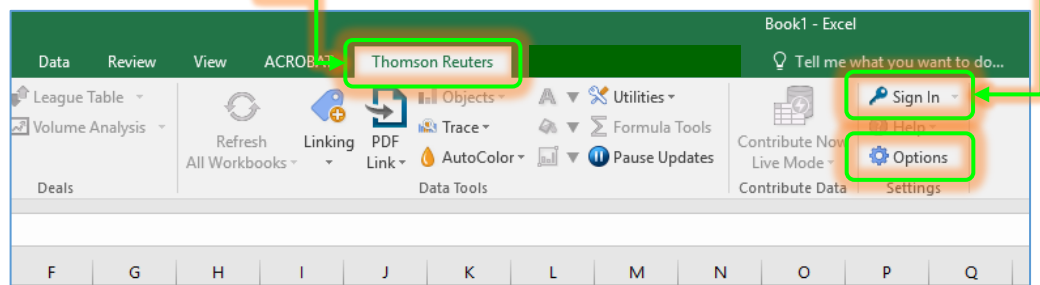 Book1 - Excel
Data Review View ACROBAT Thomson Reuters Tell me what you want to do...
League Table Objects A Utilities Sign In
Volume Analysis Refresh All Workbooks Linking PDF Link Trace Formula Tools Contribute Now Live Mode Help
AutoColor Pause Updates Options
Deals Data Tools Contribute Data Settings
F G H I J K L M N O P Q